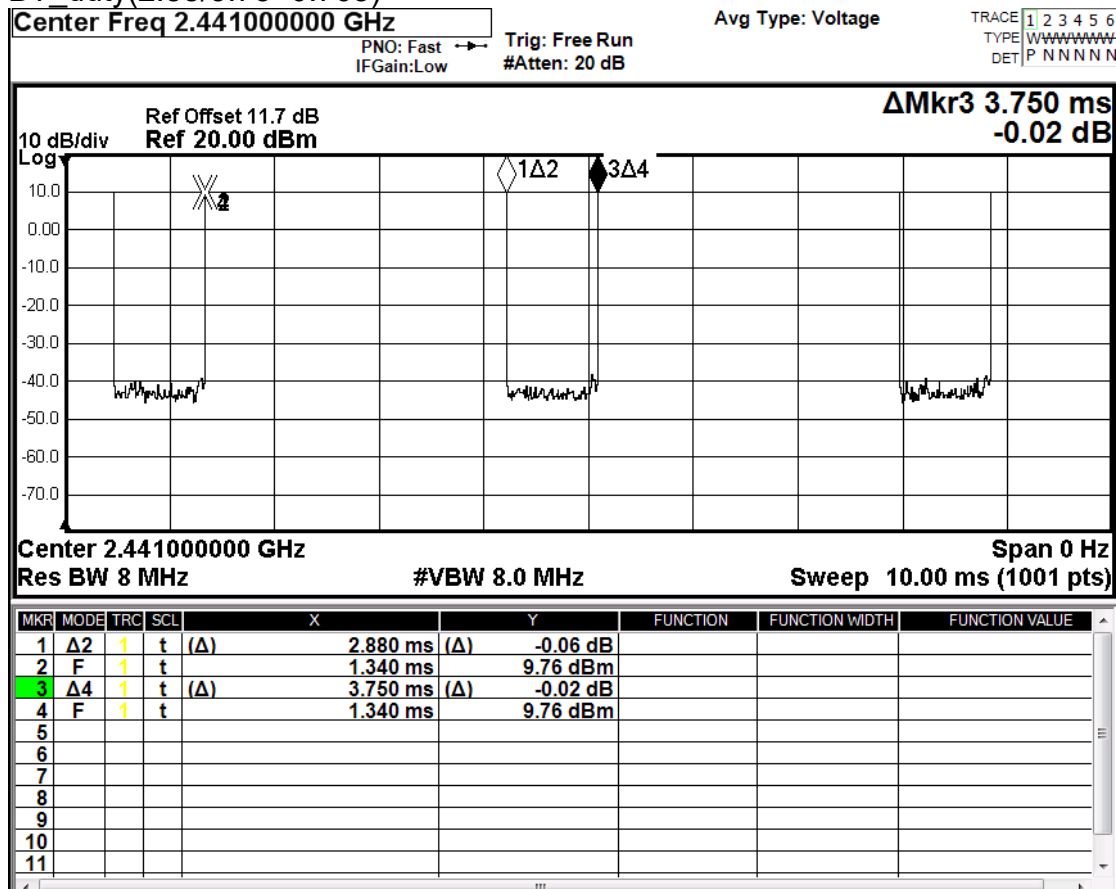 Center Freq 2.441000000 GHz
Avg Type: Voltage
TRACE 1 2 3 4 5 6
PNO: Fast
Trig: Free Run
TYPE WWWWWWW
IFGain:Low
#Atten: 20 dB
DET P N N N N N
ΔMkr3 3.750 ms
-0.02 dB
Ref Offset 11.7 dB
10 dB/div Ref 20.00 dBm
Log
1Δ2
3Δ4
10.0
0.00
-10.0
-20.0
-30.0
-40.0
-50.0
-60.0
-70.0
Center 2.441000000 GHz
Span 0 Hz
Res BW 8 MHz
#VBW 8.0 MHz
Sweep 10.00 ms (1001 pts)
MKR MODE TRC SCL X Y FUNCTION FUNCTION WIDTH FUNCTION VALUE
1 Δ2 1 t (Δ) 2.880 ms (Δ) -0.06 dB
2 F 1 t 1.340 ms 9.76 dBm
3 Δ4 1 t (Δ) 3.750 ms (Δ) -0.02 dB
4 F 1 t 1.340 ms 9.76 dBm
5
6
7
8
9
10
11